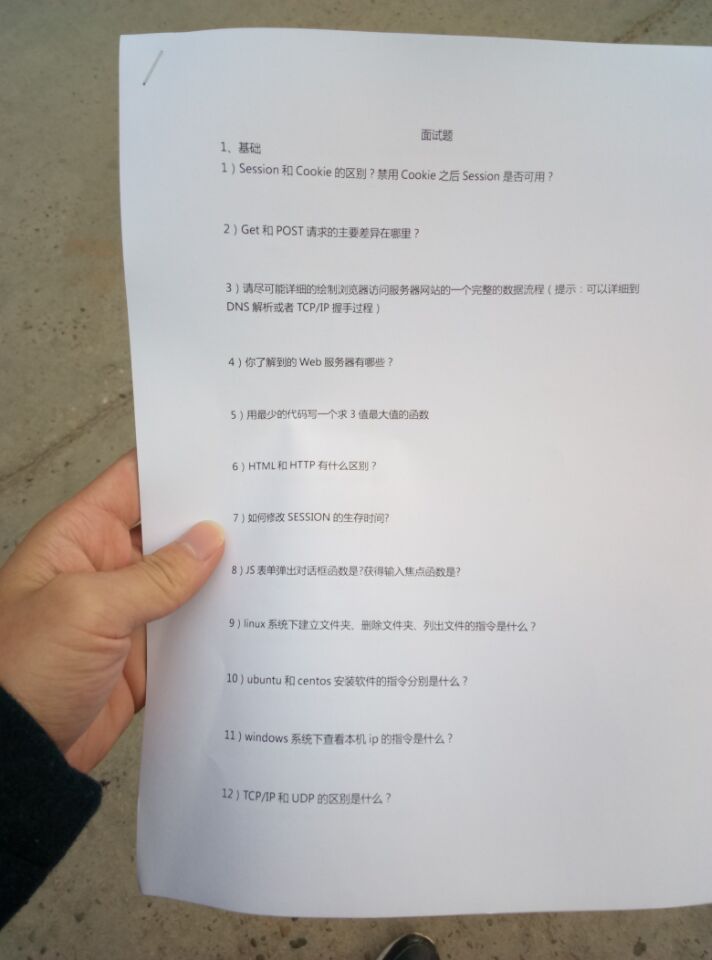 面试题
1、基础
1）Session 和 Cookie 的区别？禁用 Cookie 之后 Session 是否可用？
2）Get 和 POST 请求的主要差异在哪里？
3）请尽可能详细的绘制浏览器访问服务器网站的一个完整的数据流程（提示：可以详细到
DNS 解析或者 TCP/IP 握手过程）
4）你了解到的 Web 服务器有哪些？
5）用最少的代码写一个求 3 值最大值的函数
6）HTML 和 HTTP 有什么区别？
7）如何修改 SESSION 的生存时间?
8）JS 表单弹出对话框函数是?获得输入焦点函数是?
9）linux 系统下建立文件夹、删除文件夹、列出文件的指令是什么？
10）ubuntu 和 centos 安装软件的指令分别是什么？
11）windows 系统下查看本机 ip 的指令是什么？
12）TCP/IP 和 UDP 的区别是什么？